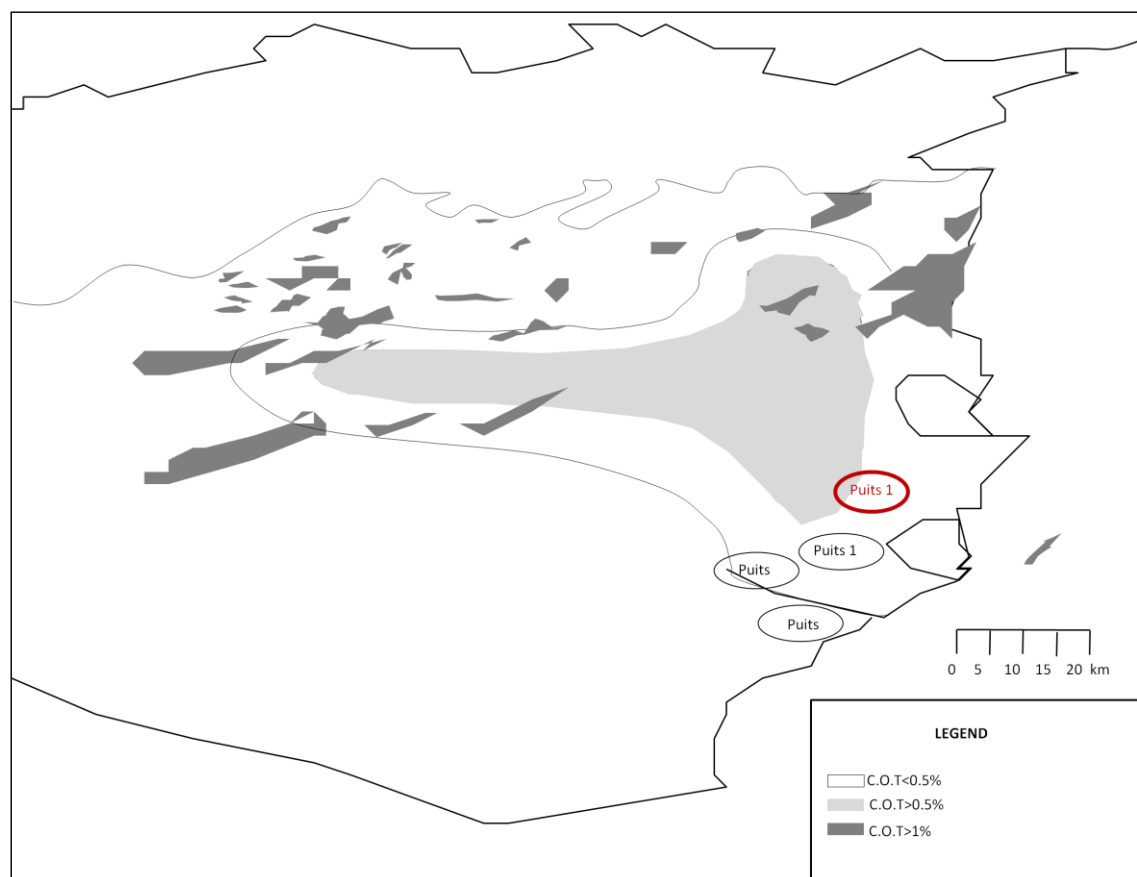 Puits 1
Puits 1
Puits
Puits
0 5 10 15 20 km
LEGEND
C.O.T<0.5%
C.O.T>0.5%
C.O.T>1%